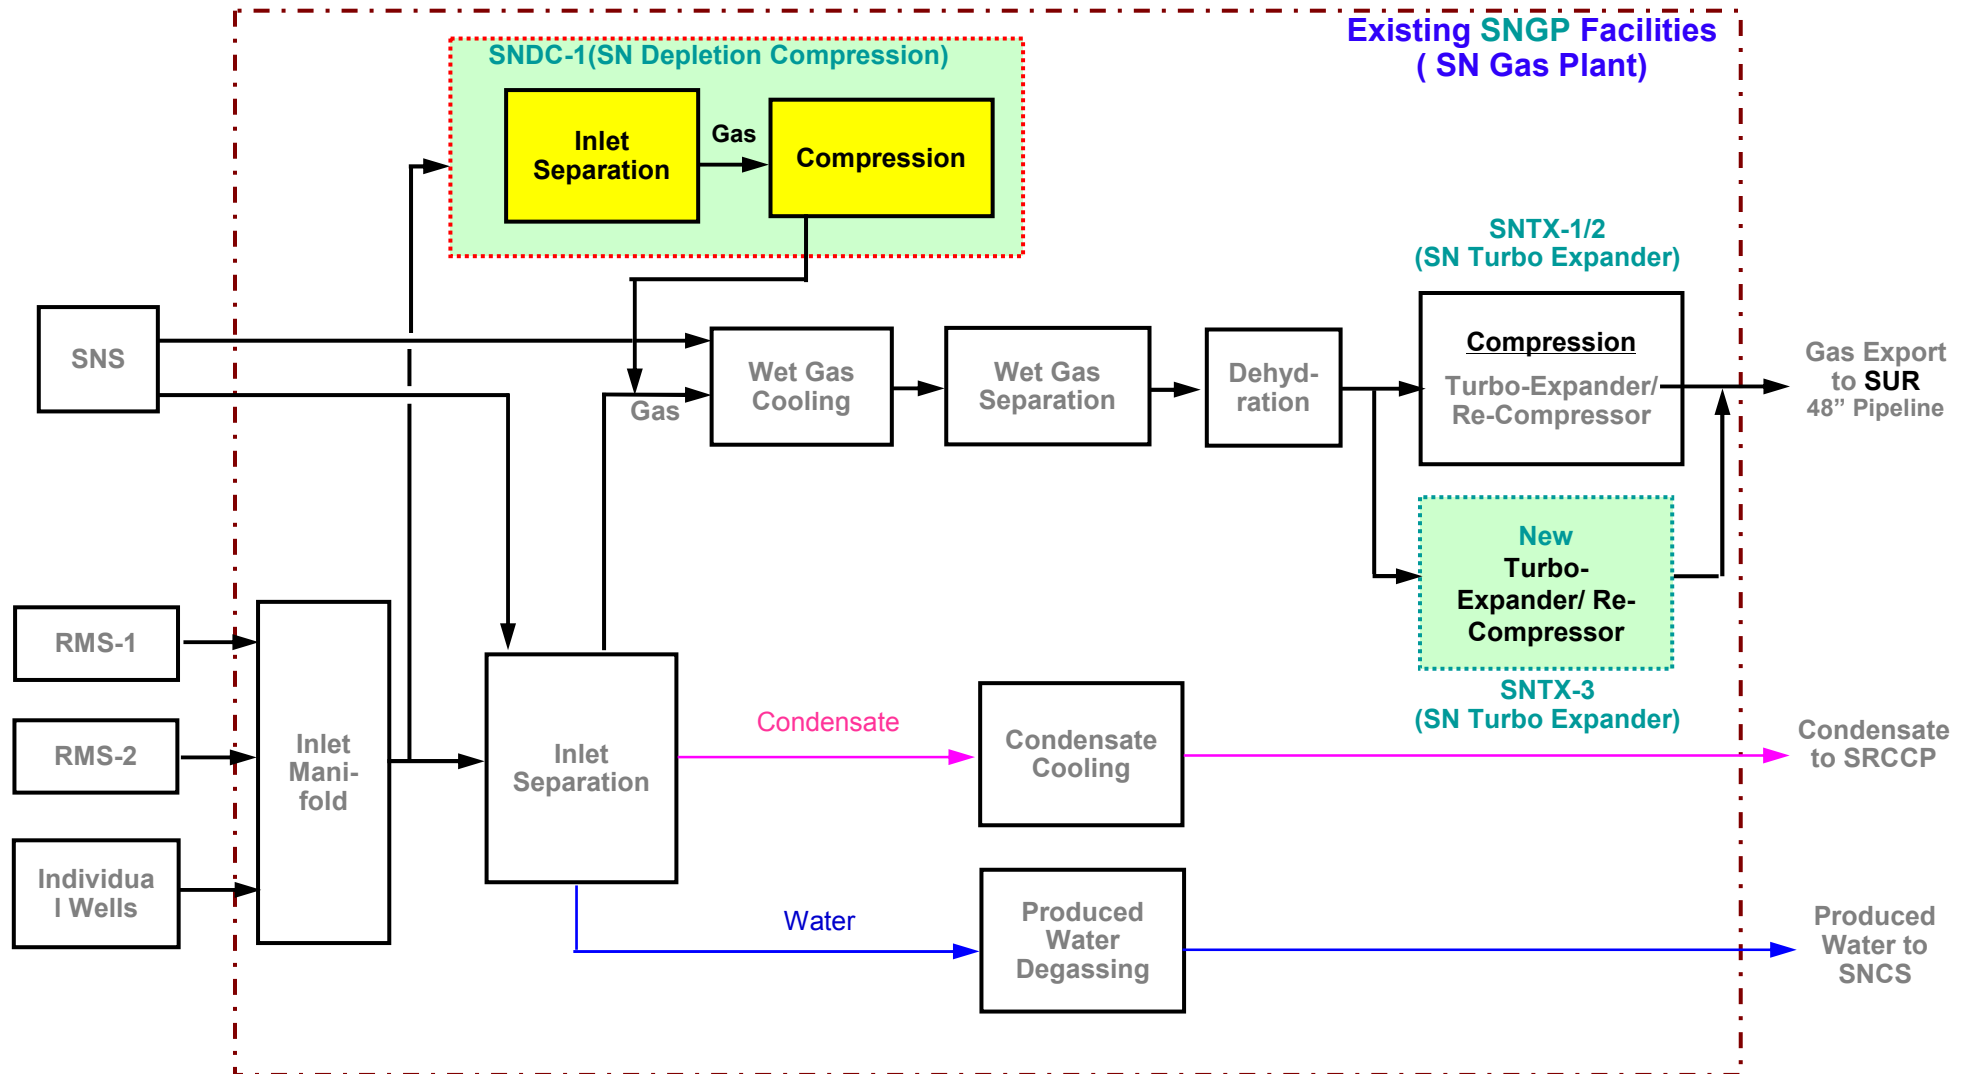 Existing SNGP Facilities
( SN Gas Plant)
SNDC-1(SN Depletion Compression)
Inlet
Separation
Gas
Compression
SNTX-1/2
(SN Turbo Expander)
SNS
Wet Gas
Cooling
Gas
Wet Gas
Separation
Dehyd-
ration
Compression
Turbo-Expander/
Re-Compressor
Gas Export
to SUR
48” Pipeline
New
Turbo-
Expander/ Re-
Compressor
SNTX-3
(SN Turbo Expander)
RMS-1
RMS-2
Individua
l Wells
Inlet
Mani-
fold
Inlet
Separation
Condensate
Condensate
Cooling
Condensate
to SRCCP
Water
Produced
Water
Degassing
Produced
Water to
SNCS